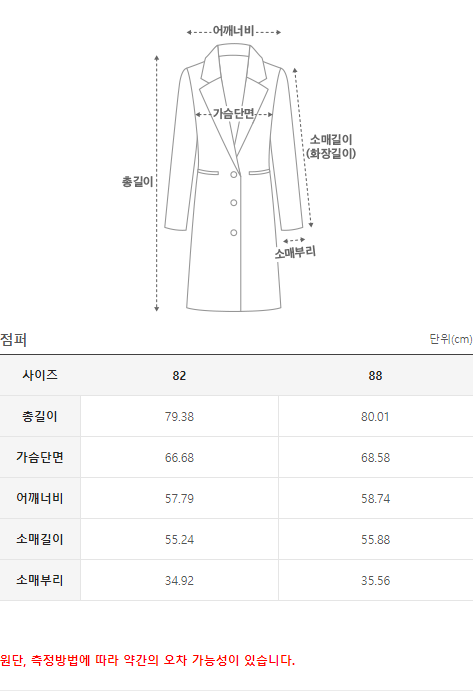 어깨너비
가슴단면
소매길이
(화장길이)
총길이
소매부리
점퍼 단위(cm)
사이즈 82 88
총길이 79.38 80.01
가슴단면 66.68 68.58
어깨너비 57.79 58.74
소매길이 55.24 55.88
소매부리 34.92 35.56
원단, 측정방법에 따라 약간의 오차 가능성이 있습니다.